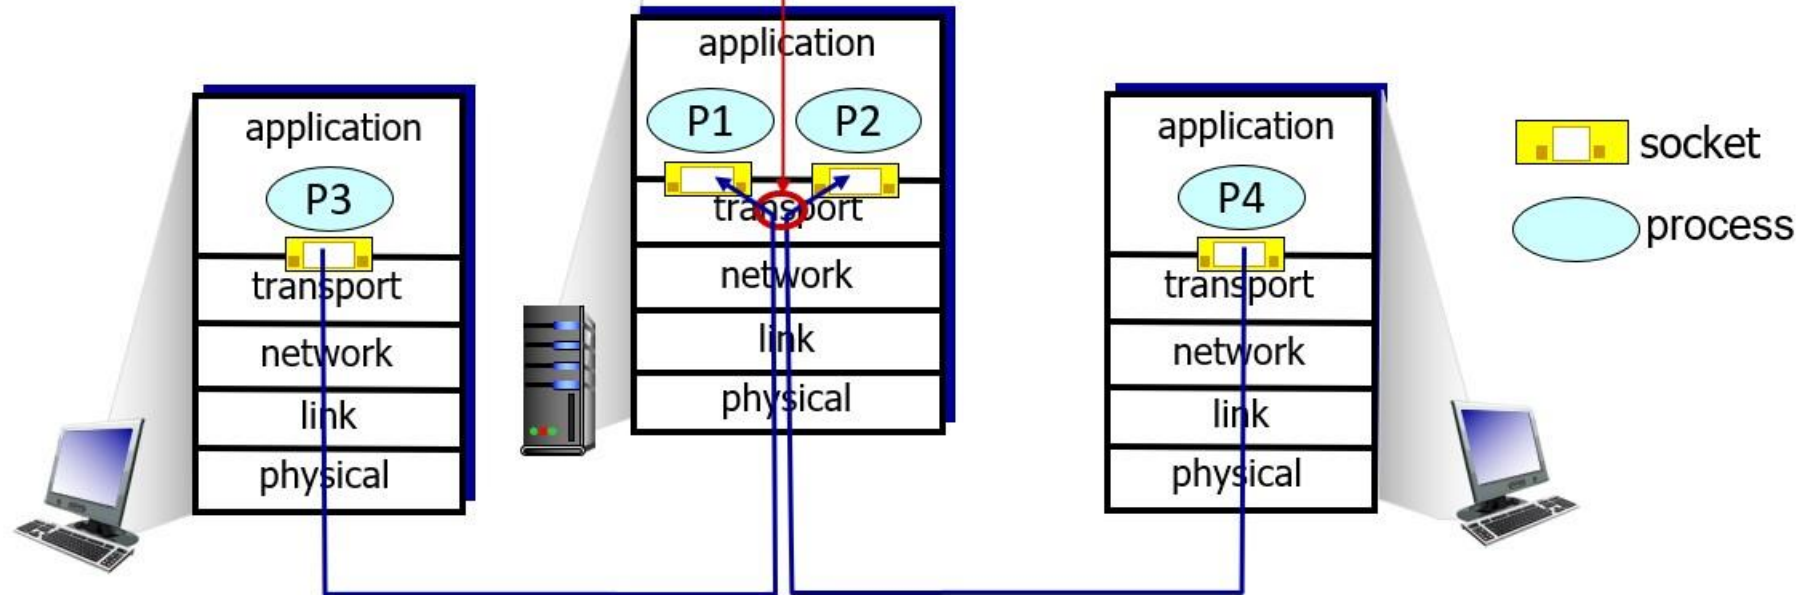 application
P3
transport
network
link
physical
application
P1
P2
transport
network
link
physical
application
P4
transport
network
link
physical
socket
process